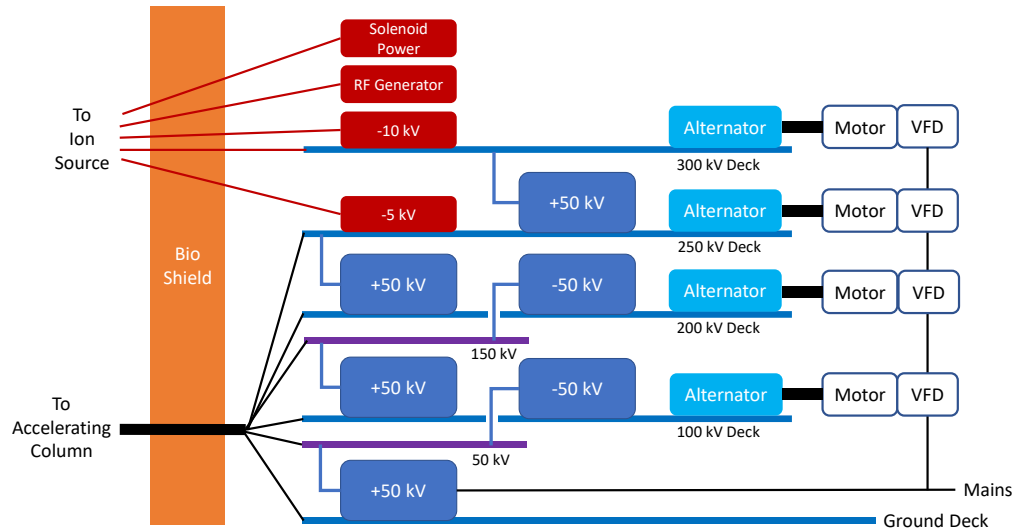 Solenoid
Power
RF Generator
To
Ion
Source
-10 kV
Alternator
Motor
VFD
300 kV Deck
+50 kV
-5 kV
Alternator
Motor
VFD
250 kV Deck
Bio
Shield
+50 kV
-50 kV
Alternator
Motor
VFD
200 kV Deck
150 kV
+50 kV
-50 kV
Alternator
Motor
VFD
100 kV Deck
To
Accelerating
Column
50 kV
+50 kV
Mains
Ground Deck